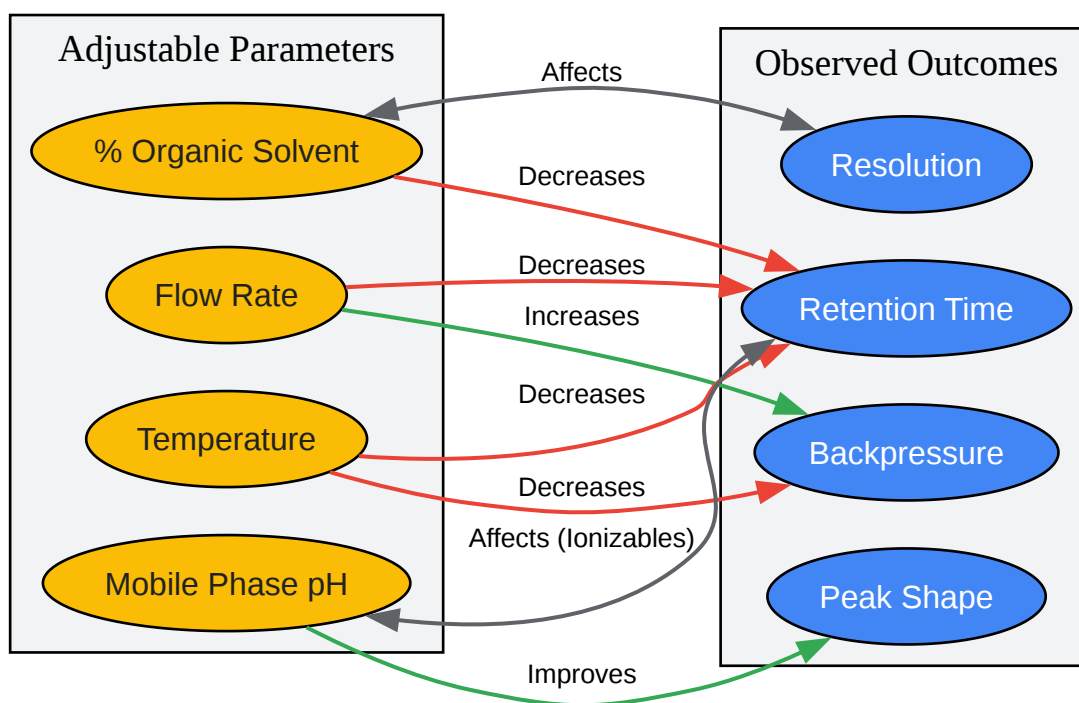 Adjustable Parameters
% Organic Solvent
Flow Rate
Temperature
Mobile Phase pH
Affects
Decreases
Decreases
Increases
Decreases
Decreases
Affects (Ionizables)
Improves
Observed Outcomes
Resolution
Retention Time
Backpressure
Peak Shape